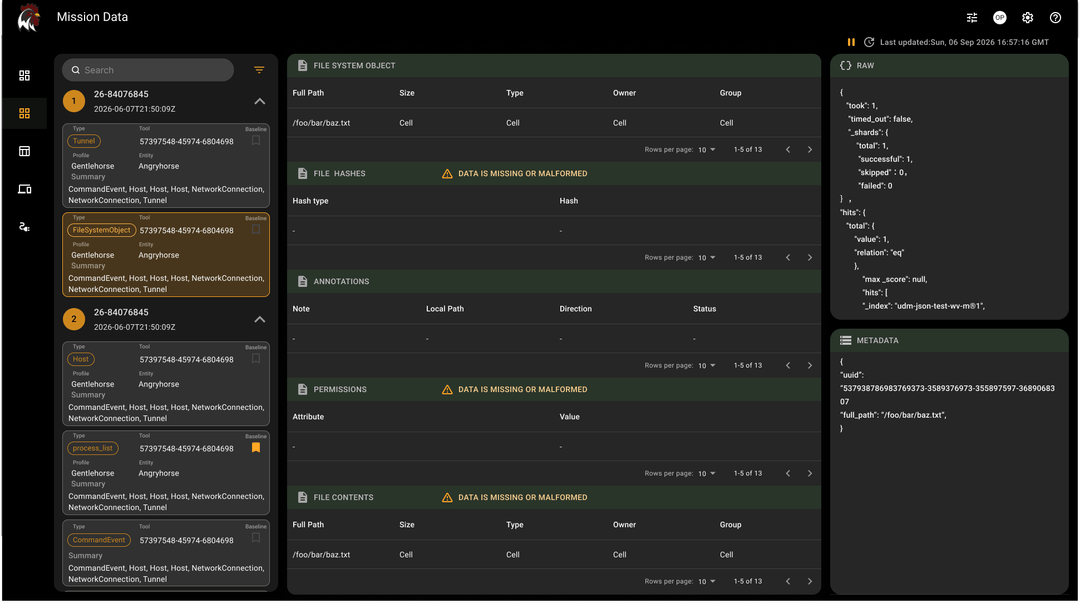 Mission Data
DP
Last updated:Sun, 06 Sep 2026 16:57:16 GMT
Search
1
26-84076845
2026-06-07T21:50:09Z
Type Tool Baseline
Tunnel 57397548-45974-6804698
Profile Entity
Gentlehorse Angryhorse
Summary
CommandEvent, Host, Host, Host, NetworkConnection,
NetworkConnection, Tunnel
Type Tool Baseline
FileSystemObject 57397548-45974-6804698
Profile Entity
Gentlehorse Angryhorse
Summary
CommandEvent, Host, Host, Host, NetworkConnection,
NetworkConnection, Tunnel
2
26-84076845
2026-06-07T21:50:09Z
Type Tool Baseline
Host 57397548-45974-6804698
Profile Entity
Gentlehorse Angryhorse
Summary
CommandEvent, Host, Host, Host, NetworkConnection,
NetworkConnection, Tunnel
Type Tool Baseline
process_list 57397548-45974-6804698
Profile Entity
Gentlehorse Angryhorse
Summary
CommandEvent, Host, Host, Host, NetworkConnection,
NetworkConnection, Tunnel
Type Tool Baseline
CommandEvent 57397548-45974-6804698
Summary
CommandEvent, Host, Host, Host, NetworkConnection,
NetworkConnection, Tunnel
FILE SYSTEM OBJECT
Full Path Size Type Owner Group
/foo/bar/baz.txt Cell Cell Cell Cell
Rows per page: 10 1-5 of 13
FILE HASHES DATA IS MISSING OR MALFORMED
Hash type Hash
- -
Rows per page: 10 1-5 of 13
ANNOTATIONS
Note Local Path Direction Status
- - - -
Rows per page: 10 1-5 of 13
PERMISSIONS DATA IS MISSING OR MALFORMED
Attribute Value
- -
Rows per page: 10 1-5 of 13
FILE CONTENTS DATA IS MISSING OR MALFORMED
Full Path Size Type Owner Group
/foo/bar/baz.txt Cell Cell Cell Cell
Rows per page: 10 1-5 of 13
{} RAW
{
"took": 1,
"timed_out": false,
"_shards": {
"total": 1,
"successful": 1,
"skipped" : 0,
"failed": 0
} ,
"hits": {
"total": {
"value": 1,
"relation": "eq"
},
"max _score": null,
"hits": [
"_index": "udm-json-test-wv-m®1",
METADATA
{
"uuid":
"537938786983769373-3589376973-355897597-36890683
07
"full_path": "/foo/bar/baz.txt",
}